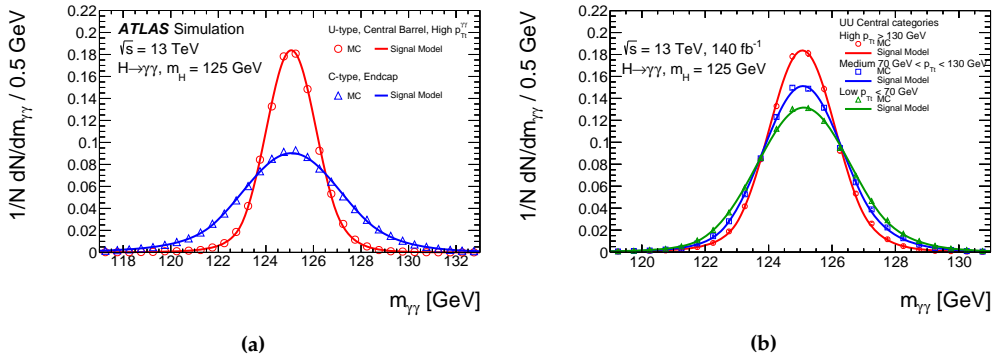 ATLAS Simulation
√s = 13 TeV
H→γγ, m_H = 125 GeV
U-type, Central Barrel, High p_Tt^γγ
MC Signal Model
C-type, Endcap
MC Signal Model
1/N dN/dm_γγ / 0.5 GeV
0.22
0.2
0.18
0.16
0.14
0.12
0.1
0.08
0.06
0.04
0.02
0
118 120 122 124 126 128 130 132
m_γγ [GeV]
(a)
√s = 13 TeV, 140 fb⁻¹
H→γγ, m_H = 125 GeV
UU Central categories
High p_Tt > 130 GeV
MC
Signal Model
Medium 70 GeV < p_Tt < 130 GeV
MC
Signal Model
Low p_Tt < 70 GeV
MC
Signal Model
1/N dN/dm_γγ / 0.5 GeV
0.22
0.2
0.18
0.16
0.14
0.12
0.1
0.08
0.06
0.04
0.02
0
120 122 124 126 128 130
m_γγ [GeV]
(b)